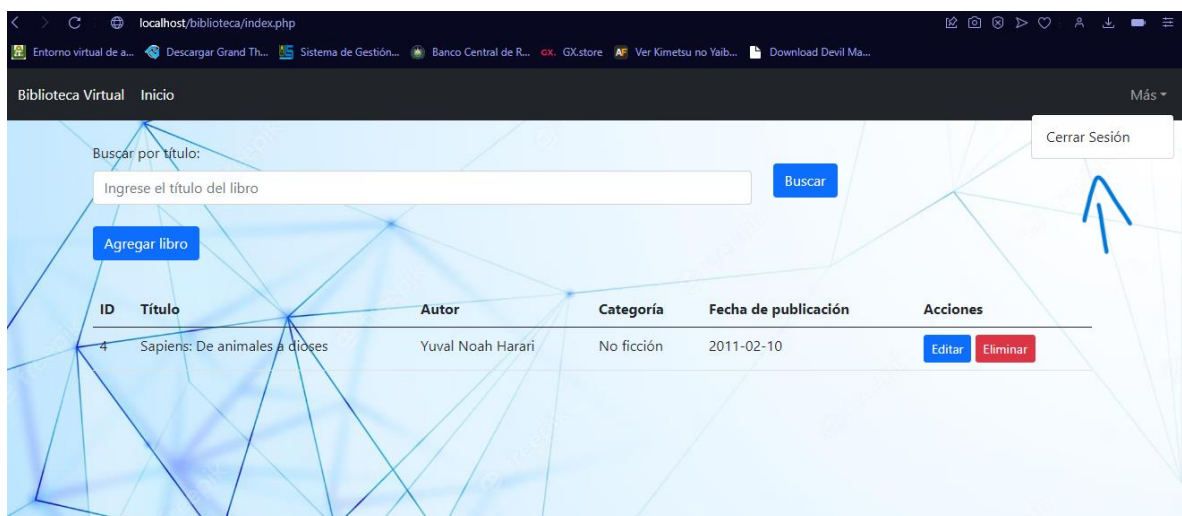 localhost/biblioteca/index.php
Entorno virtual de a... Descargar Grand Th... Sistema de Gestión... Banco Central de R... GX. GX.store AF Ver Kimetsu no Yaib... Download Devil Ma...
Biblioteca Virtual Inicio Más
Cerrar Sesión
Buscar por título:
Ingrese el título del libro Buscar
Agregar libro
ID Título Autor Categoría Fecha de publicación Acciones
4 Sapiens: De animales a dioses Yuval Noah Harari No ficción 2011-02-10 Editar Eliminar